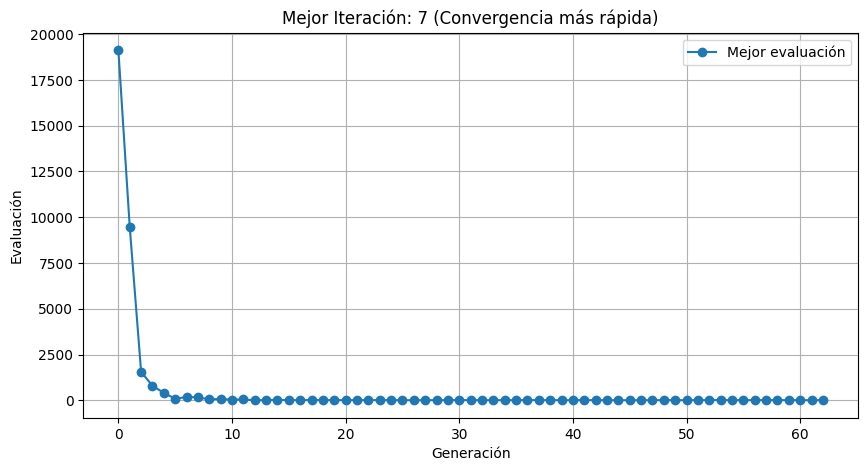 Mejor Iteración: 7 (Convergencia más rápida)
Mejor evaluación
20000
17500
15000
12500
10000
7500
5000
2500
0
Evaluación
0 10 20 30 40 50 60
Generación